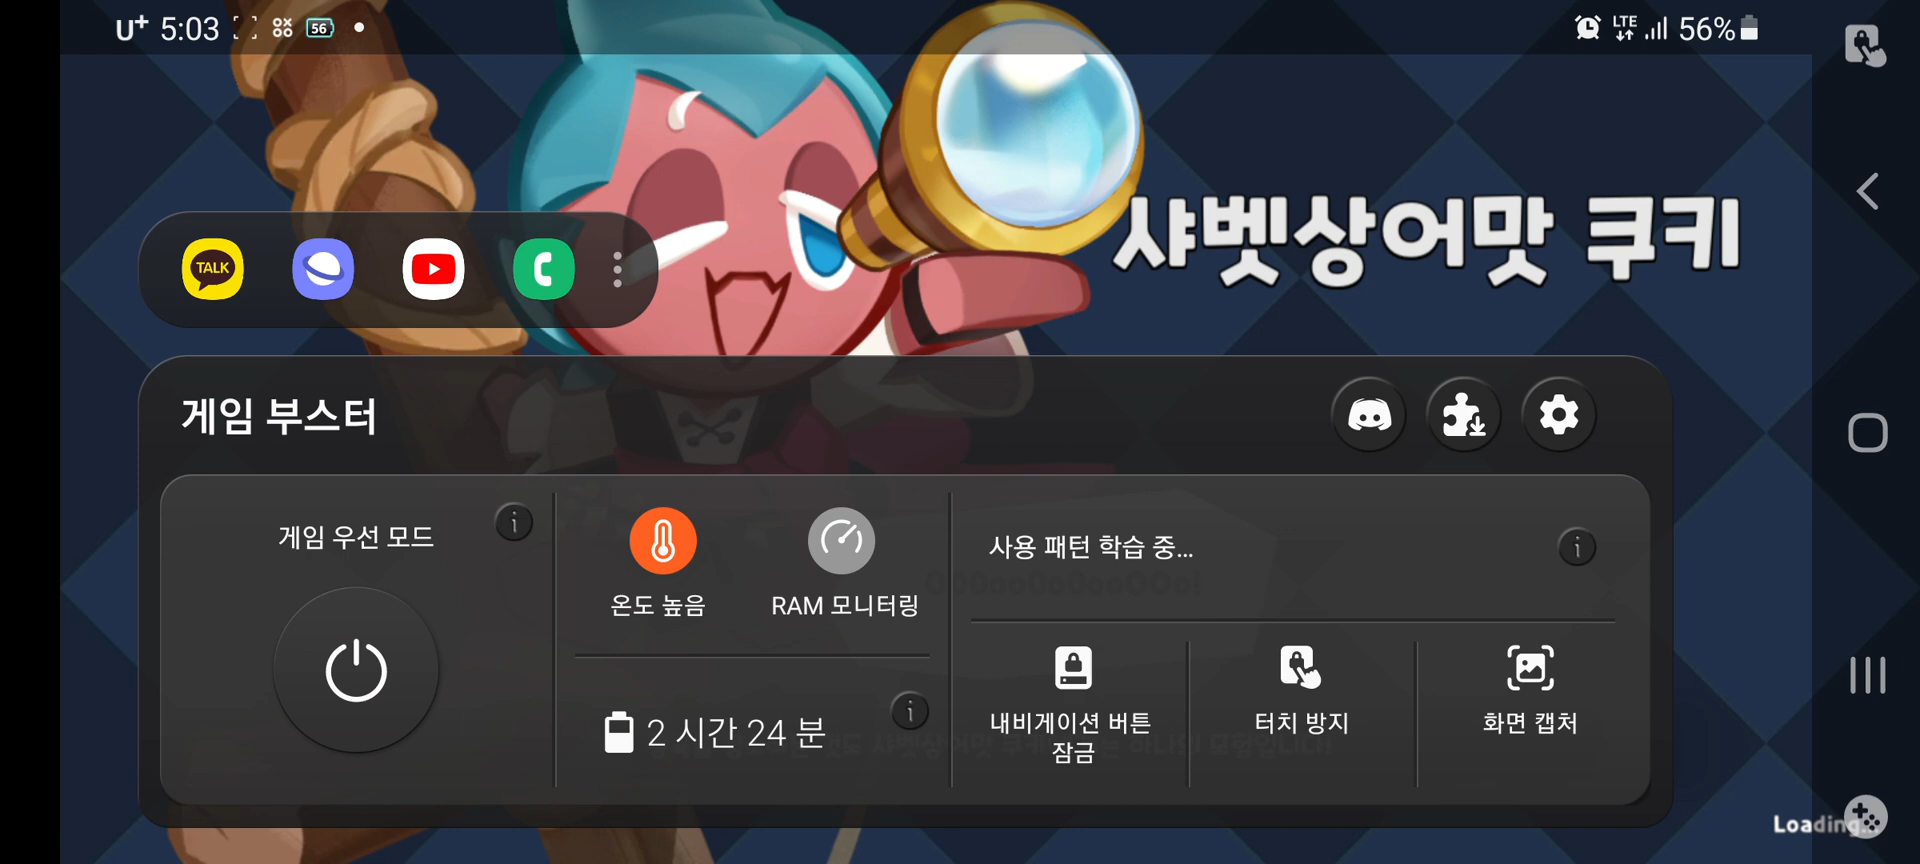 U+ 5:03 56
LTE 56%
샤벳상어맛 쿠키
TALK
게임 부스터
게임 우선 모드
온도 높음
RAM 모니터링
사용 패턴 학습 중...
2 시간 24 분
내비게이션 버튼
잠금
터치 방지
화면 캡처
Loading...